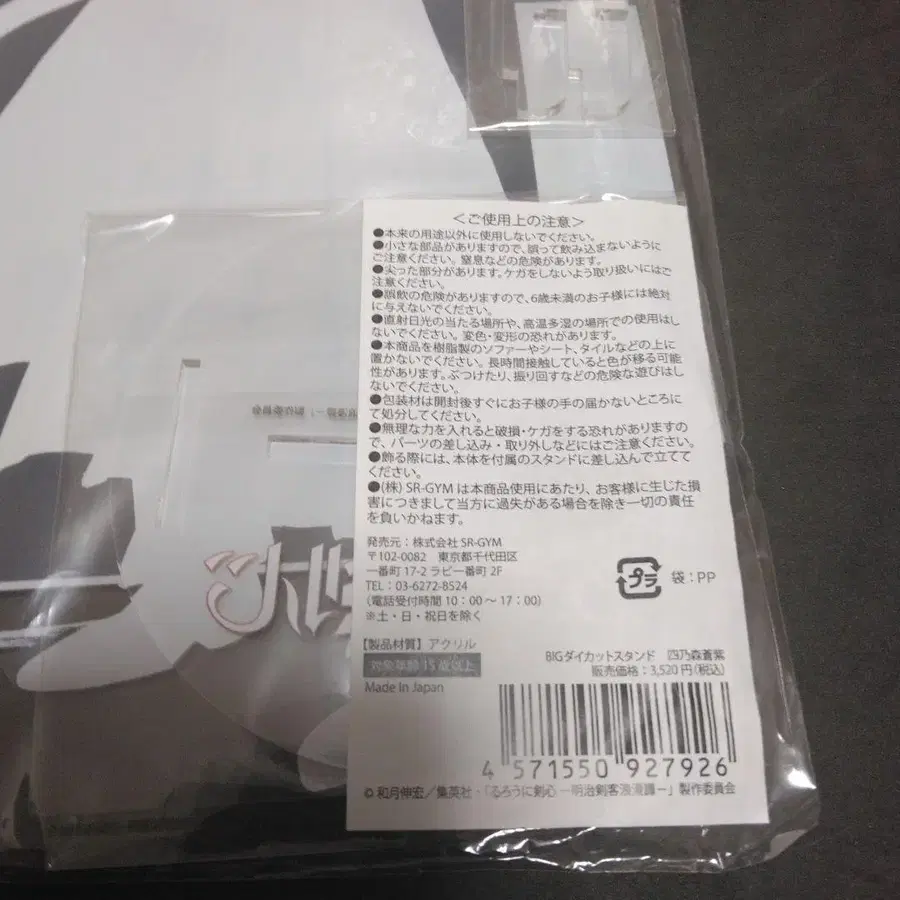 <ご使用上の注意>
●本来の用途以外に使用しないでください。
●小さな部品がありますので、誤って飲み込まないように
ご注意ください。窒息などの危険があります。
●尖った部分があります。ケガをしないよう取り扱いにはご
注意ください。
●誤飲の危険がありますので、6歳未満のお子様には絶対
に与えないでください。
●直射日光の当たる場所や、高温多湿の場所での使用はし
ないでください。変色・変形の恐れがあります。
●本商品を樹脂製のソファーやシート、タイルなどの上に
置かないでください。長時間接触していると色が移る可能
性があります。ぶつけたり、振り回すなどの危険な遊びはし
ないでください。
●包装材は開封後すぐにお子様の手の届かないところに
て処分してください。
●無理な力を入れると破損・ケガをする恐れがありますの
で、パーツの差し込み・取り外しなどにはご注意ください。
●飾る際には、本体を付属のスタンドに差し込んで立てて
ください。
●(株) SR-GYM は本商品使用にあたり、お客様に生じた損
害につきまして当方に過失がある場合を除き一切の責任
を負いかねます。
発売元：株式会社 SR-GYM
〒102-0082 東京都千代田区
一番町 17-2 ラビー番町 2F
TEL：03-6272-8524
(電話受付時間 10：00～17：00)
※土・日・祝日を除く
プラ 袋：PP
【製品材質】アクリル
対象年齢 15歳以上
Made In Japan
BIGダイカットスタンド 四乃森蒼紫
販売価格：3,520円(税込)
4 571550 927926
© 和月伸宏／集英社・「るろうに剣心 ―明治剣客浪漫譚―」製作委員会